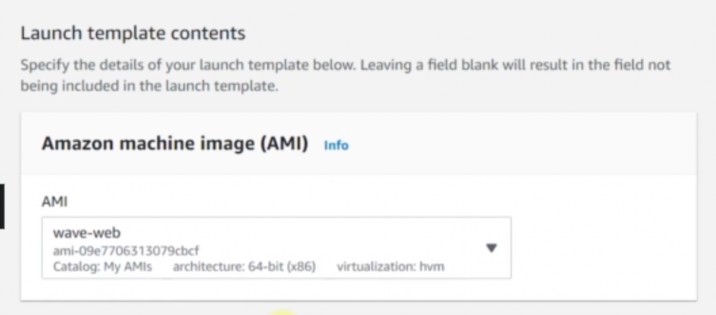 Launch template contents
Specify the details of your launch template below. Leaving a field blank will result in the field not
being included in the launch template.
Amazon machine image (AMI) Info
AMI
wave-web
ami-09e7706313079cbcf
Catalog: My AMIs architecture: 64-bit (x86) virtualization: hvm